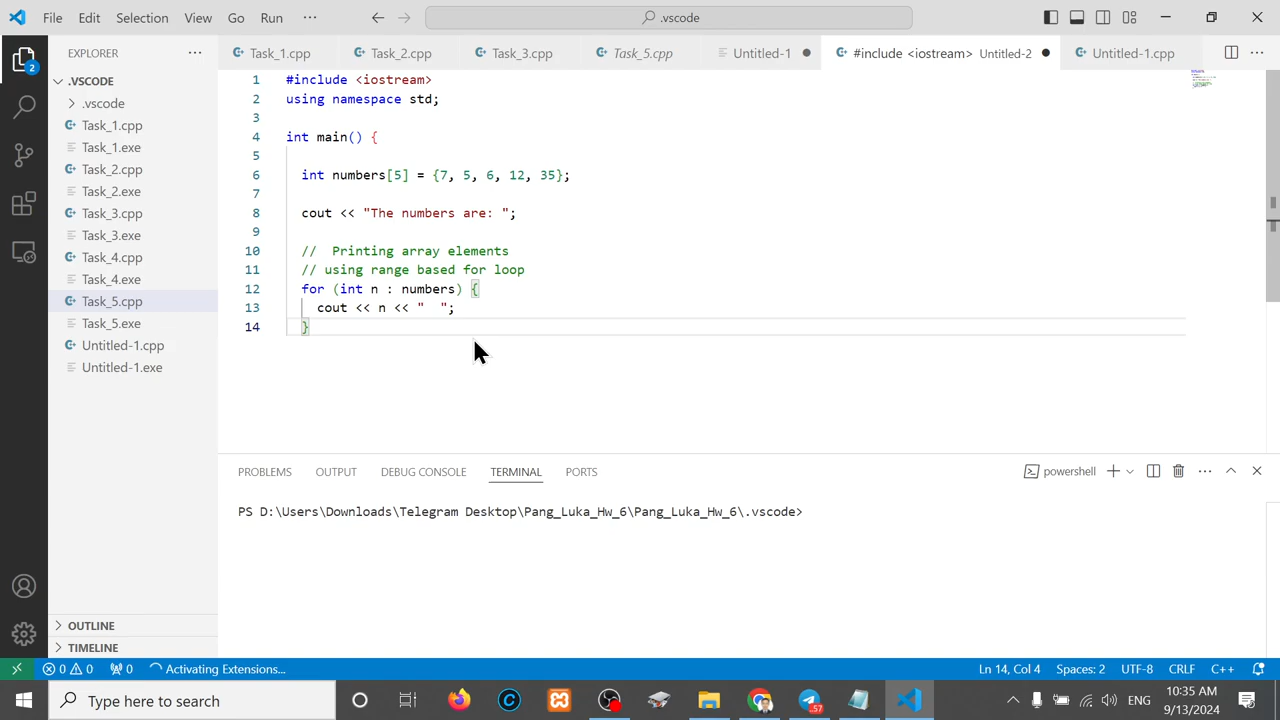 File Edit Selection View Go Run ··· .vscode
EXPLORER ···
Task_1.cpp Task_2.cpp Task_3.cpp Task_5.cpp Untitled-1 #include <iostream> Untitled-2 Untitled-1.cpp ···
2
.VSCODE
.vscode
Task_1.cpp
Task_1.exe
Task_2.cpp
Task_2.exe
Task_3.cpp
Task_3.exe
Task_4.cpp
Task_4.exe
Task_5.cpp
Task_5.exe
Untitled-1.cpp
Untitled-1.exe
OUTLINE
TIMELINE
1 #include <iostream>
2 using namespace std;
3
4 int main() {
5
6 int numbers[5] = {7, 5, 6, 12, 35};
7
8 cout << "The numbers are: ";
9
10 //  Printing array elements
11 // using range based for loop
12 for (int n : numbers) {
13 cout << n << "  ";
14 }
PROBLEMS OUTPUT DEBUG CONSOLE TERMINAL PORTS powershell ···
PS D:\Users\Downloads\Telegram Desktop\Pang_Luka_Hw_6\Pang_Luka_Hw_6\.vscode>
0 0 0 Activating Extensions... Ln 14, Col 4 Spaces: 2 UTF-8 CRLF C++
Type here to search .57 ENG 10:35 AM
9/13/2024